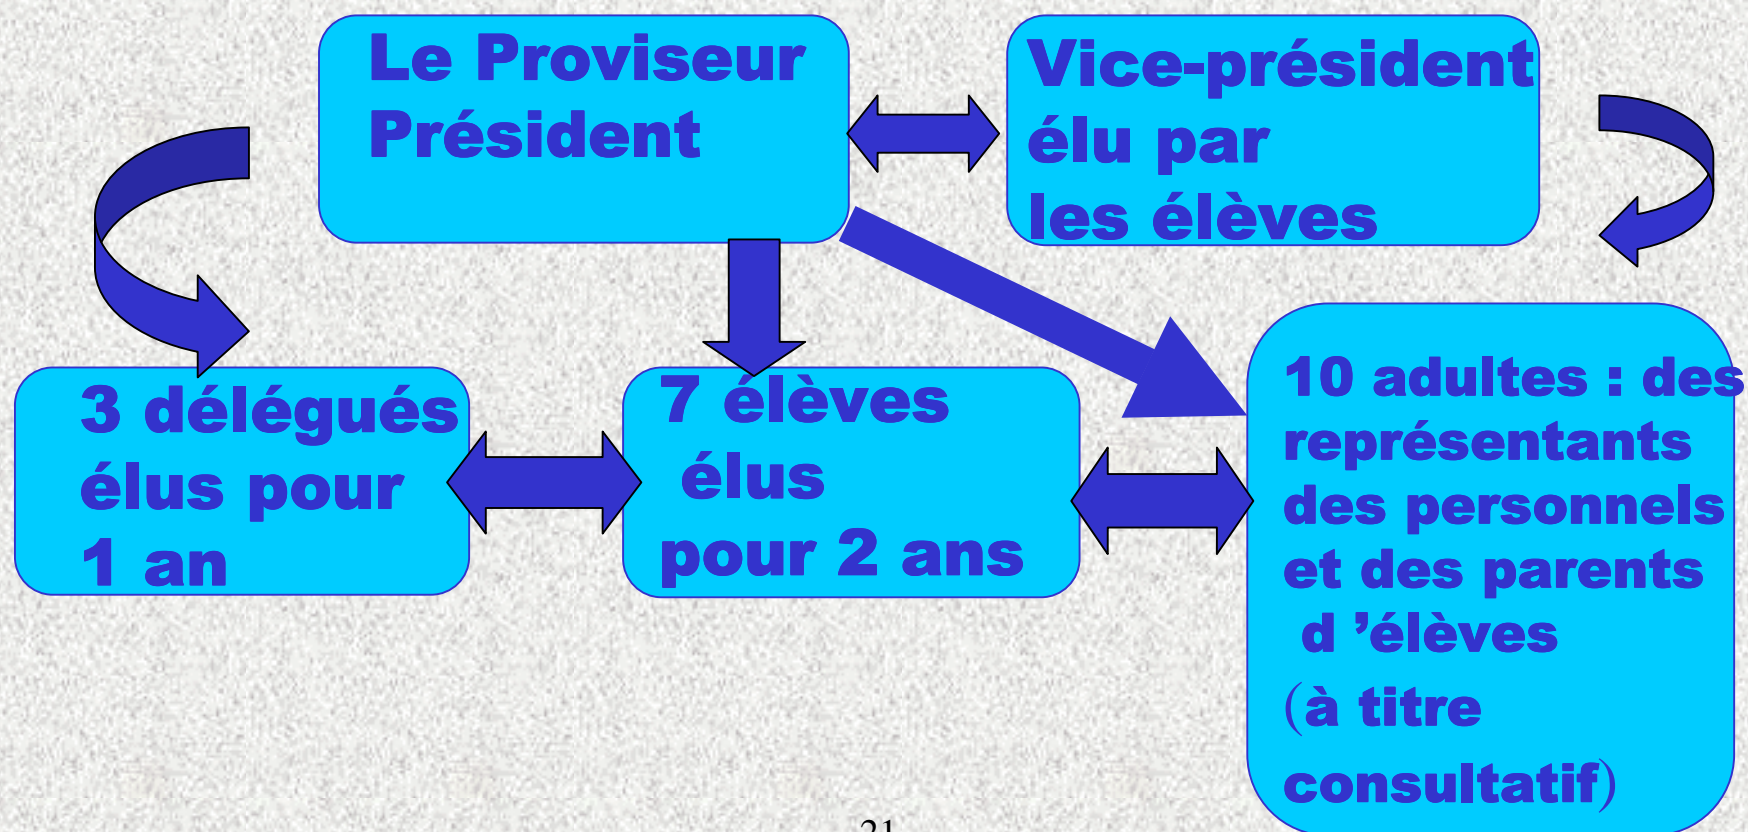 Le Proviseur
Président
Vice-président
élu par
les élèves
3 délégués
élus pour
1 an
7 élèves
élus
pour 2 ans
10 adultes : des
représentants
des personnels
et des parents
d ’élèves
(à titre
consultatif)
21